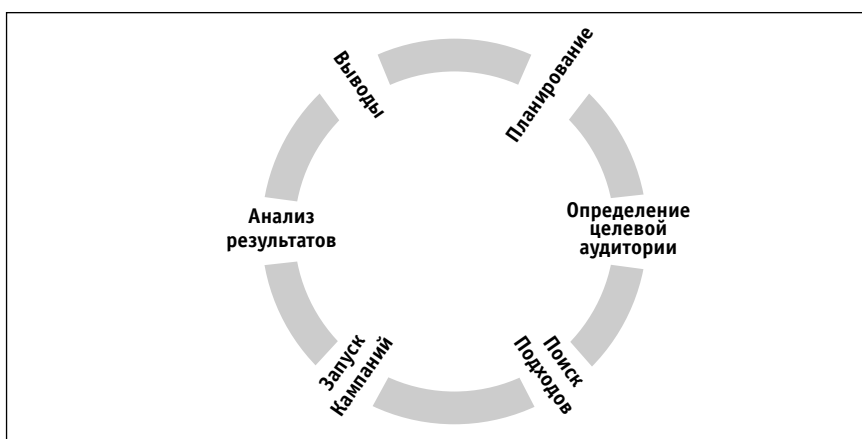 Выводы
Планирование
Анализ
результатов
Определение
целевой
аудитории
Запуск
Кампаний
Поиск
Подходов